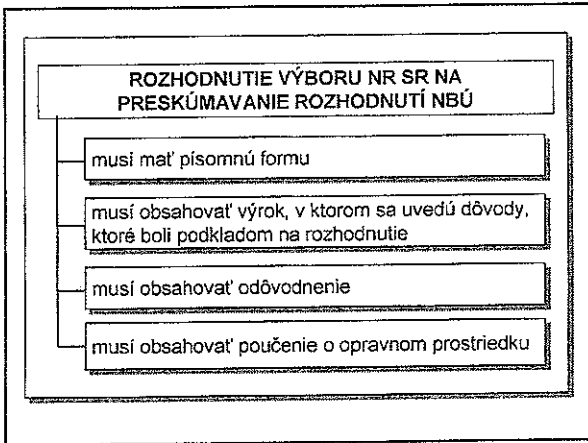 ROZHODNUTIE VÝBORU NR SR NA
PRESKÚMAVANIE ROZHODNUTÍ NBÚ
musí mať písomnú formu
musí obsahovať výrok, v ktorom sa uvedú dôvody,
ktoré boli podkladom na rozhodnutie
musí obsahovať odôvodnenie
musí obsahovať poučenie o opravnom prostriedku